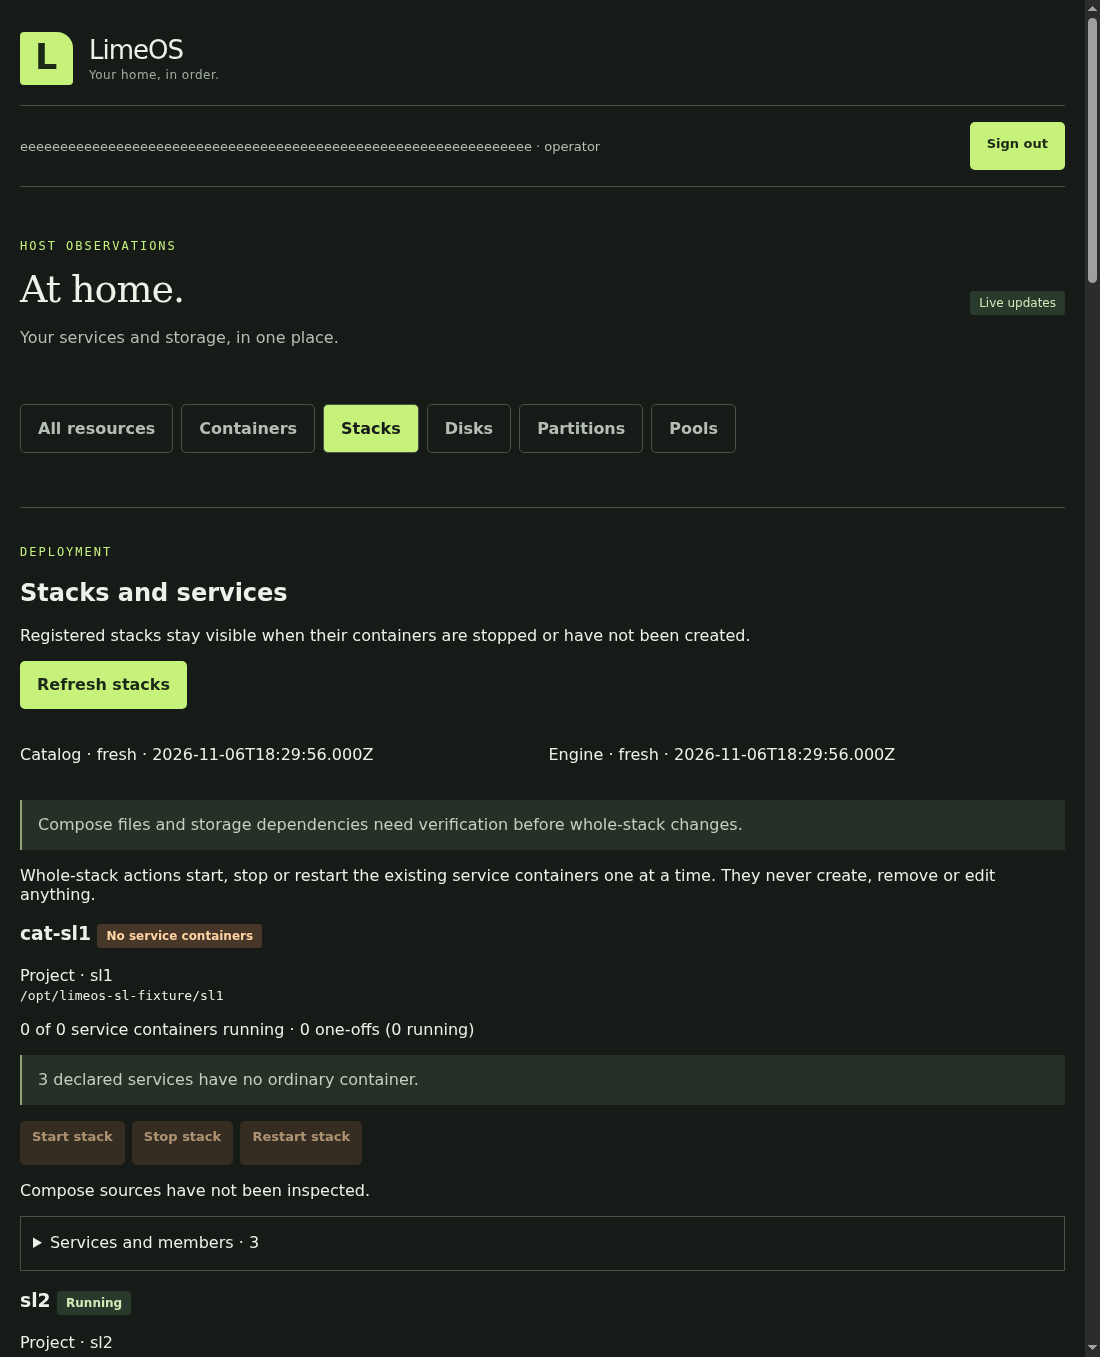 L
LimeOS
Your home, in order.
eeeeeeeeeeeeeeeeeeeeeeeeeeeeeeeeeeeeeeeeeeeeeeeeeeeeeeeeeeeeeeee · operator
Sign out
HOST OBSERVATIONS
At home.
Live updates
Your services and storage, in one place.
All resources
Containers
Stacks
Disks
Partitions
Pools
DEPLOYMENT
Stacks and services
Registered stacks stay visible when their containers are stopped or have not been created.
Refresh stacks
Catalog · fresh · 2026-11-06T18:29:56.000Z
Engine · fresh · 2026-11-06T18:29:56.000Z
Compose files and storage dependencies need verification before whole-stack changes.
Whole-stack actions start, stop or restart the existing service containers one at a time. They never create, remove or edit
anything.
cat-sl1 No service containers
Project · sl1
/opt/limeos-sl-fixture/sl1
0 of 0 service containers running · 0 one-offs (0 running)
3 declared services have no ordinary container.
Start stack
Stop stack
Restart stack
Compose sources have not been inspected.
Services and members · 3
sl2 Running
Project · sl2